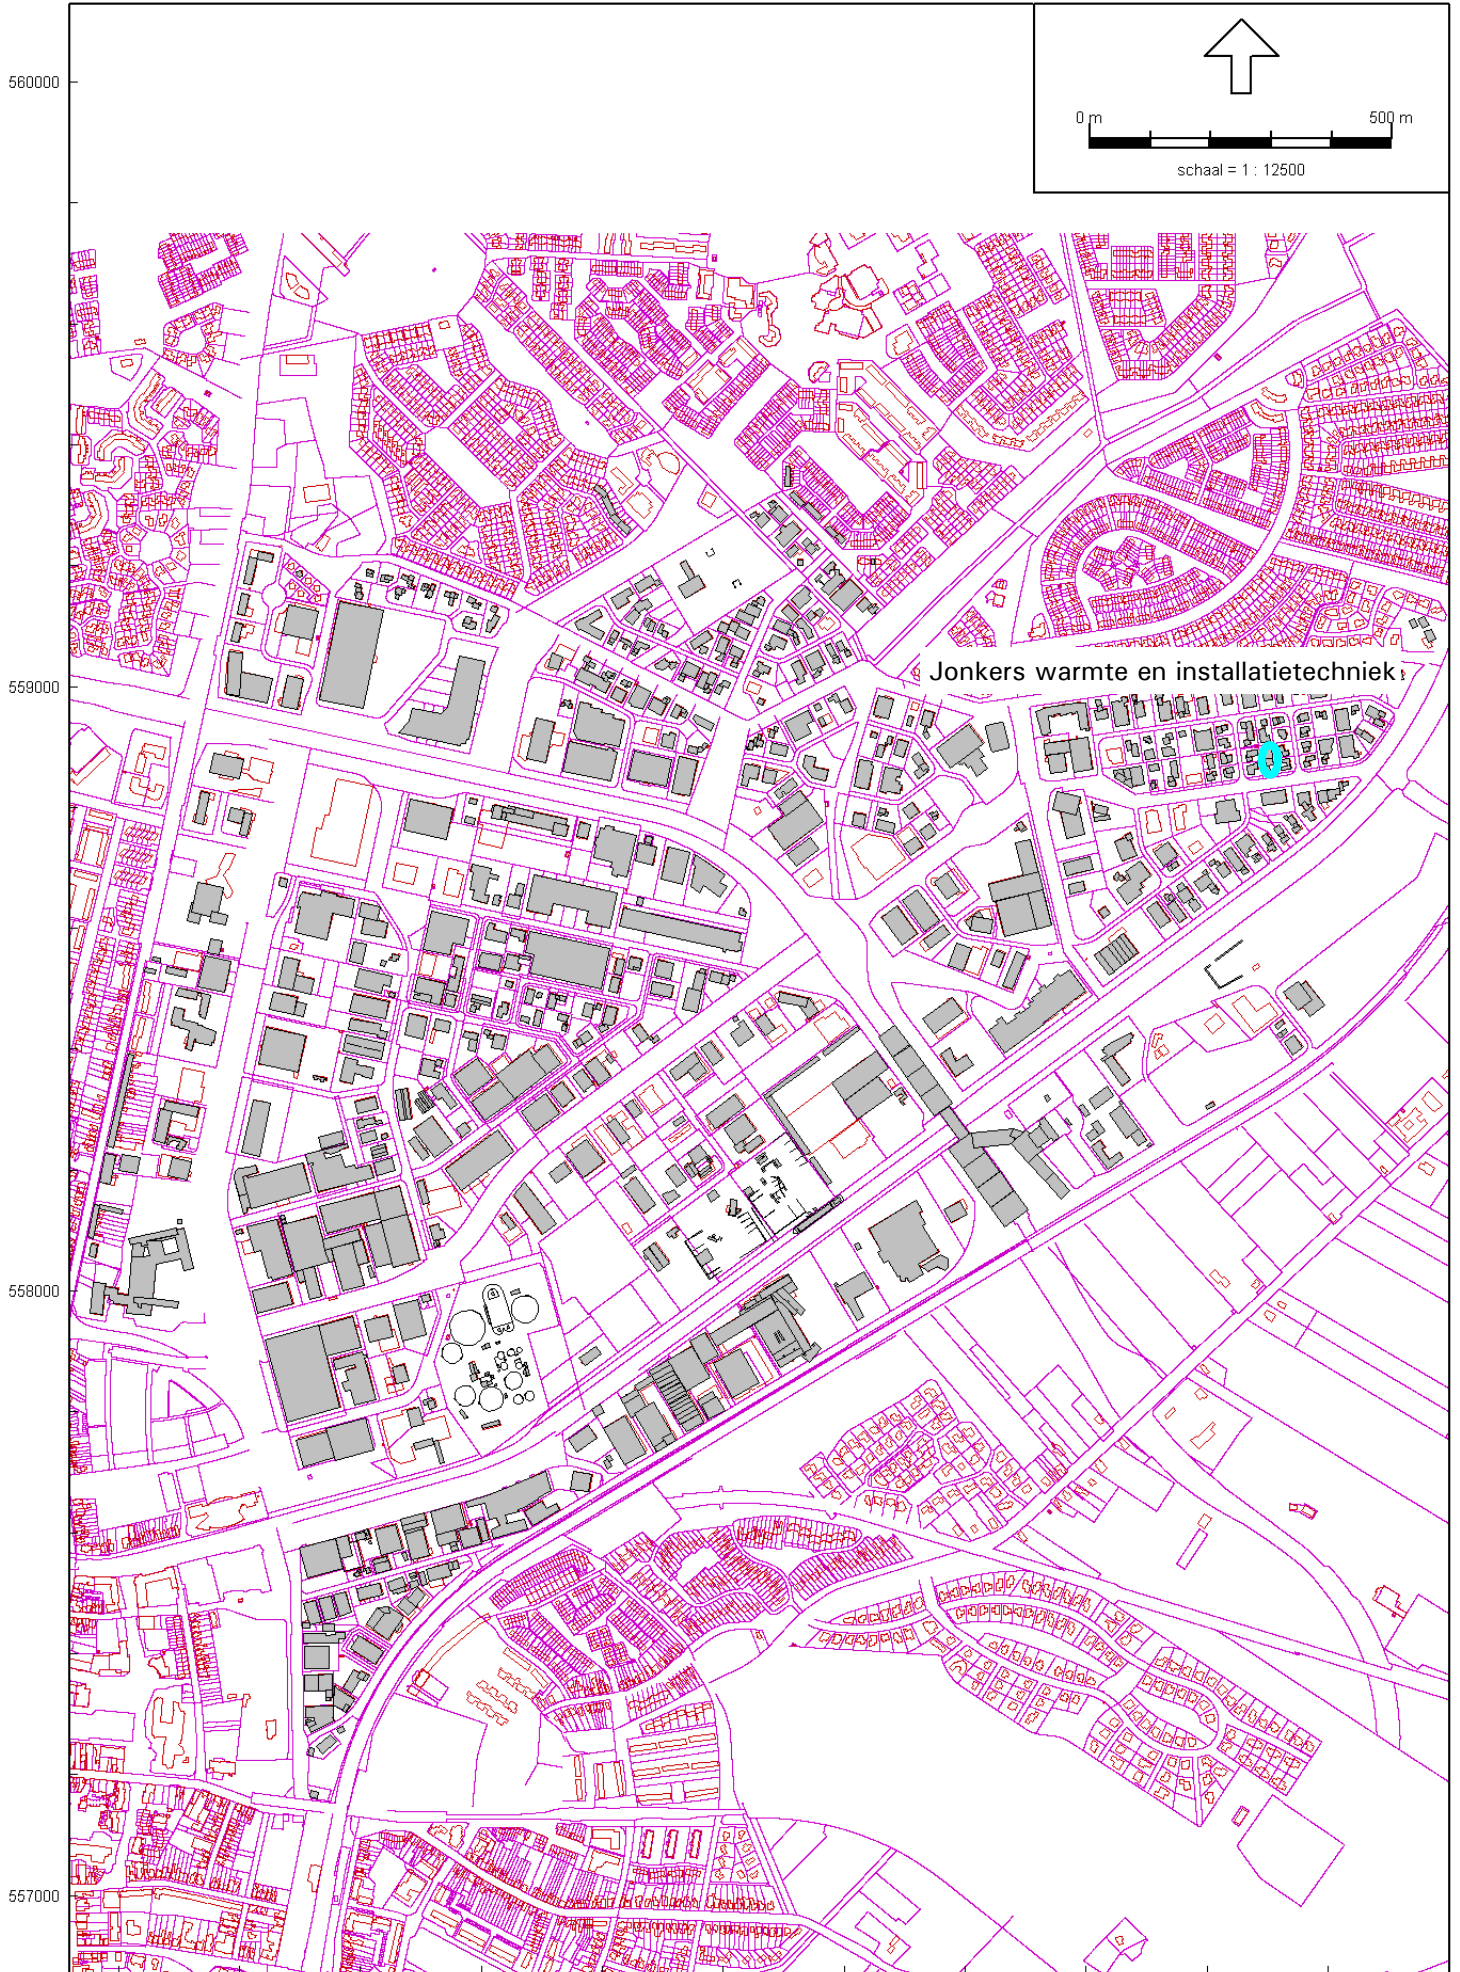 560000
0 m 500 m
schaal = 1 : 12500
Jonkers warmte en installatietechniek
559000
558000
557000